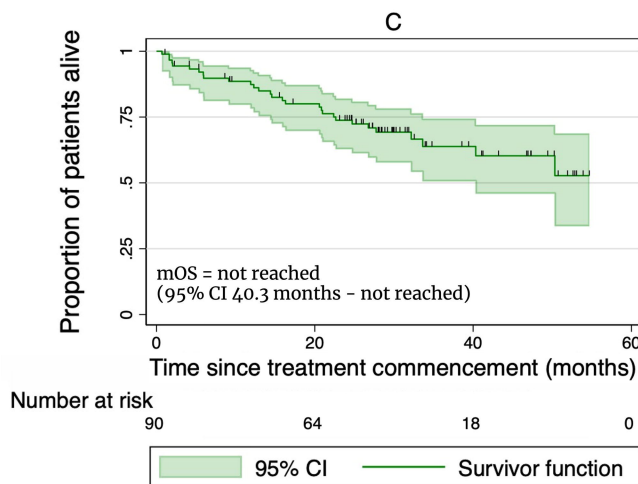 C
Proportion of patients alive
1
.75
.5
.25
0
mOS = not reached
(95% CI 40.3 months - not reached)
0 20 40 60
Time since treatment commencement (months)
Number at risk
90 64 18 0
95% CI Survivor function